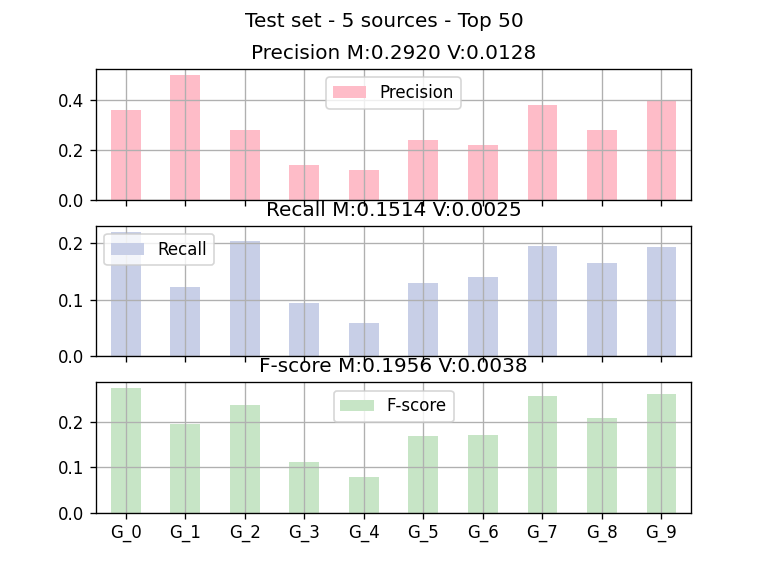 Test set - 5 sources - Top 50
Precision M:0.2920 V:0.0128
0.4
0.2
0.0
Precision
Recall M:0.1514 V:0.0025
0.2
0.1
0.0
Recall
F-score M:0.1956 V:0.0038
0.2
0.1
0.0
F-score
G_0 G_1 G_2 G_3 G_4 G_5 G_6 G_7 G_8 G_9